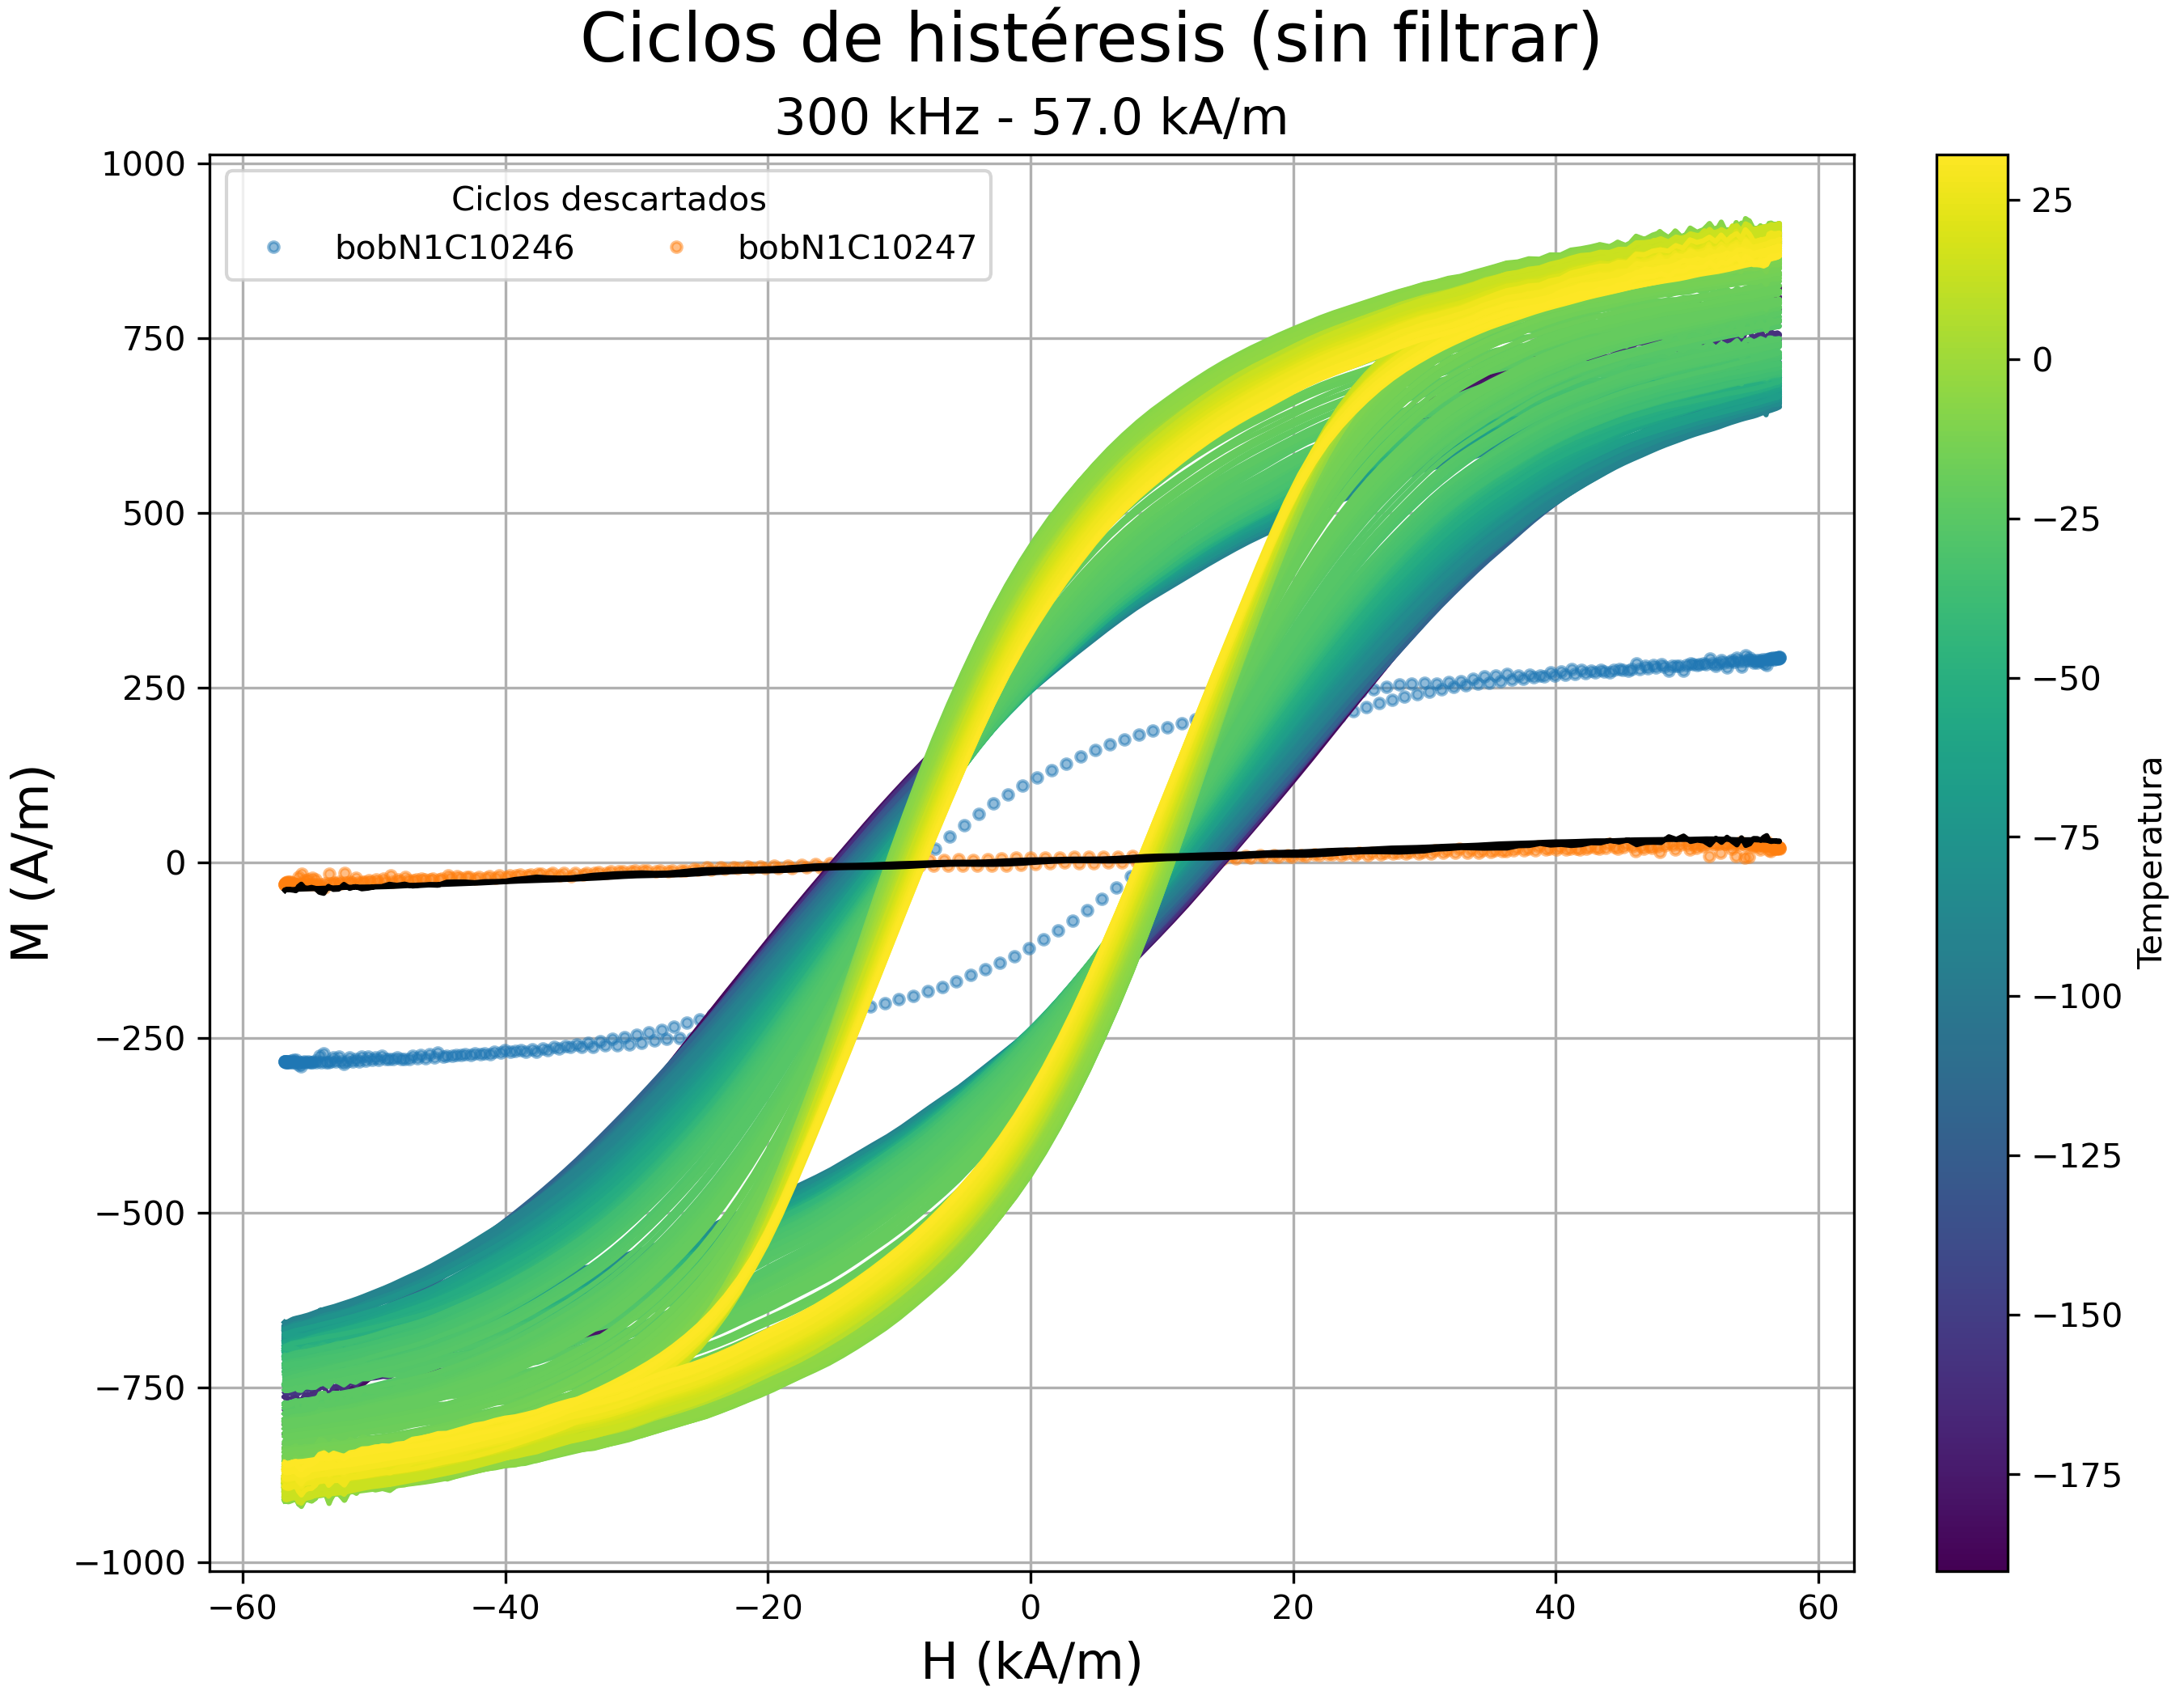 Ciclos de histéresis (sin filtrar)
300 kHz - 57.0 kA/m
Ciclos descartados
bobN1C10246 bobN1C10247
M (A/m)
1000
750
500
250
0
−250
−500
−750
−1000
−60 −40 −20 0 20 40 60
H (kA/m)
25
0
−25
−50
−75
−100
−125
−150
−175
Temperatura